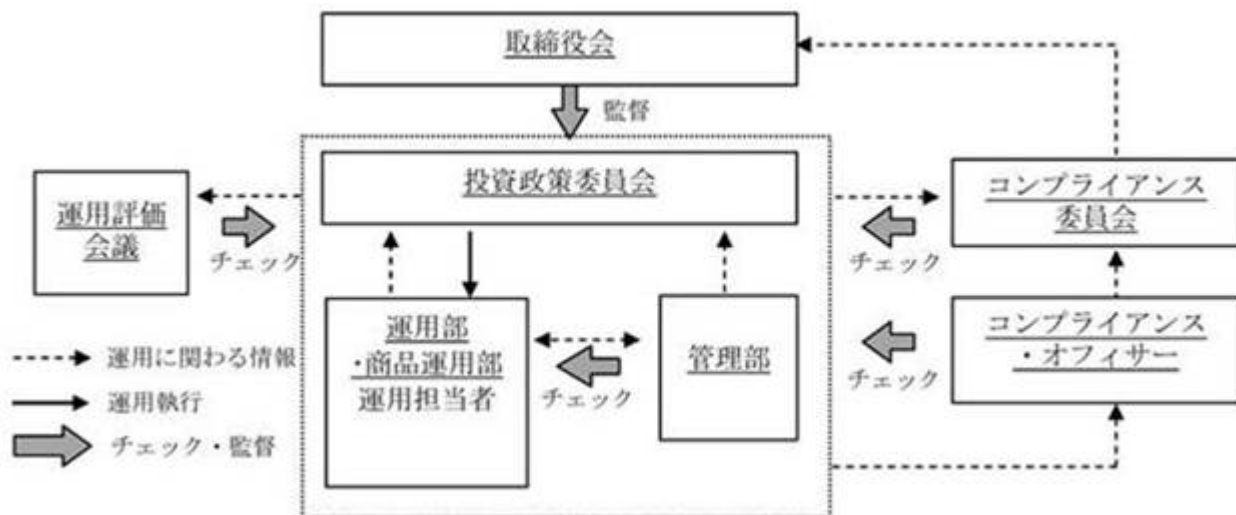 取締役会
監督
投資政策委員会
運用評価
会議
チェック
コンプライアンス
委員会
チェック
運用部
・商品運用部
運用担当者
チェック
管理部
コンプライアンス
・オフィサー
チェック
運用に関わる情報
運用執行
チェック・監督